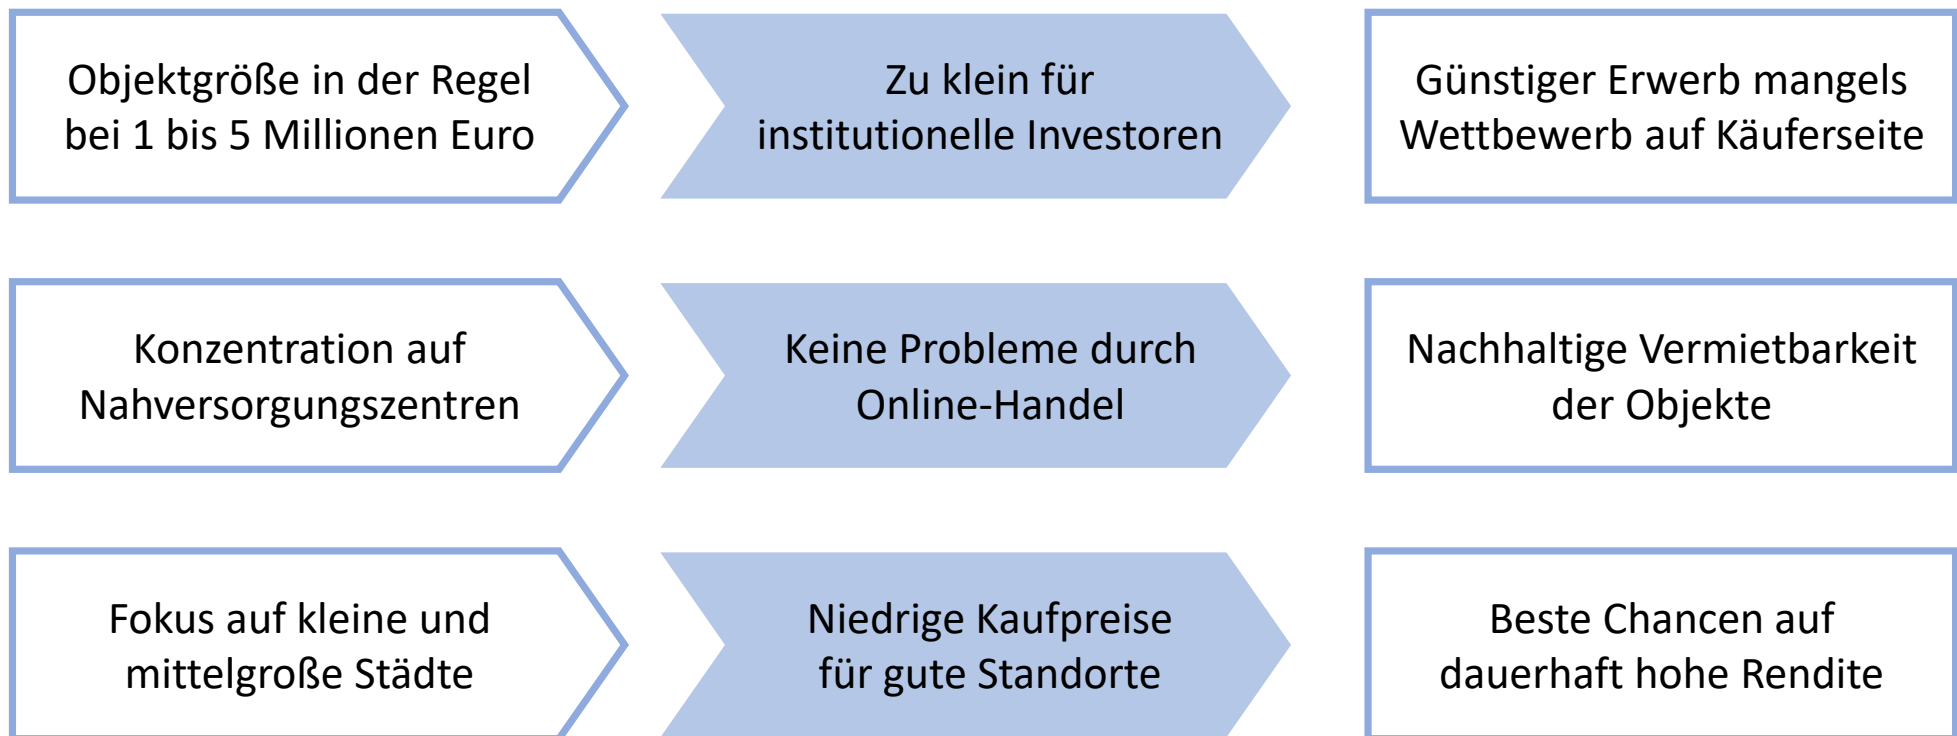 Objektgröße in der Regel
bei 1 bis 5 Millionen Euro
Zu klein für
institutionelle Investoren
Günstiger Erwerb mangels
Wettbewerb auf Käuferseite
Konzentration auf
Nahversorgungszentren
Keine Probleme durch
Online-Handel
Nachhaltige Vermietbarkeit
der Objekte
Fokus auf kleine und
mittelgroße Städte
Niedrige Kaufpreise
für gute Standorte
Beste Chancen auf
dauerhaft hohe Rendite